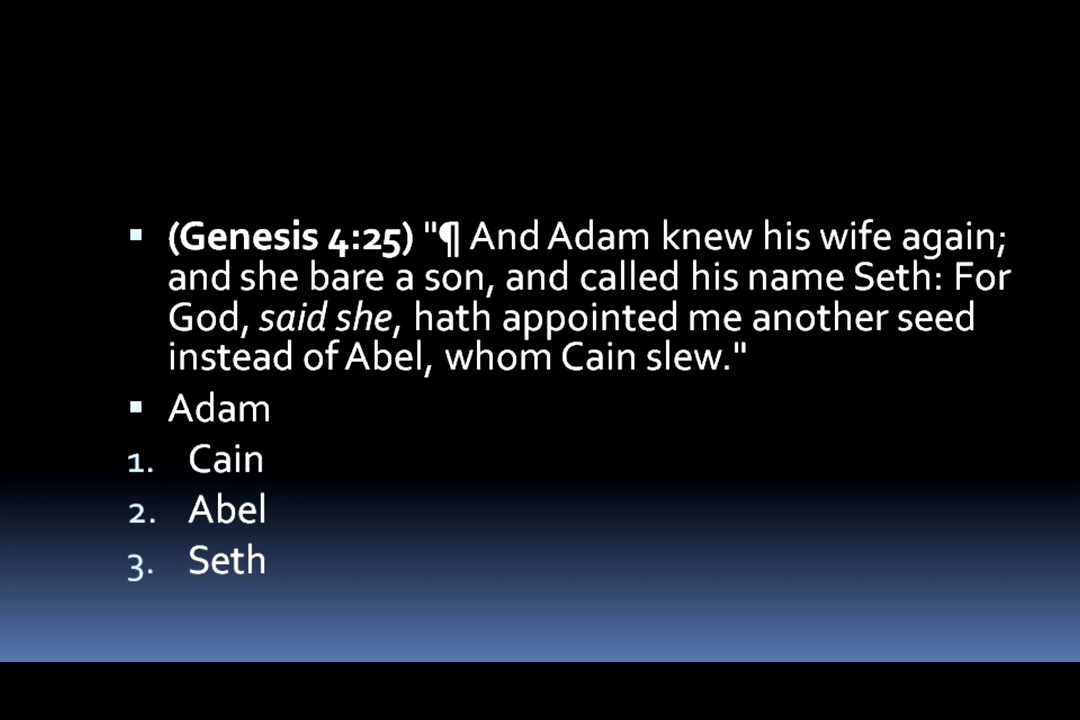 ▪ (Genesis 4:25) "¶ And Adam knew his wife again;
and she bare a son, and called his name Seth: For
God, said she, hath appointed me another seed
instead of Abel, whom Cain slew."
▪ Adam
1. Cain
2. Abel
3. Seth